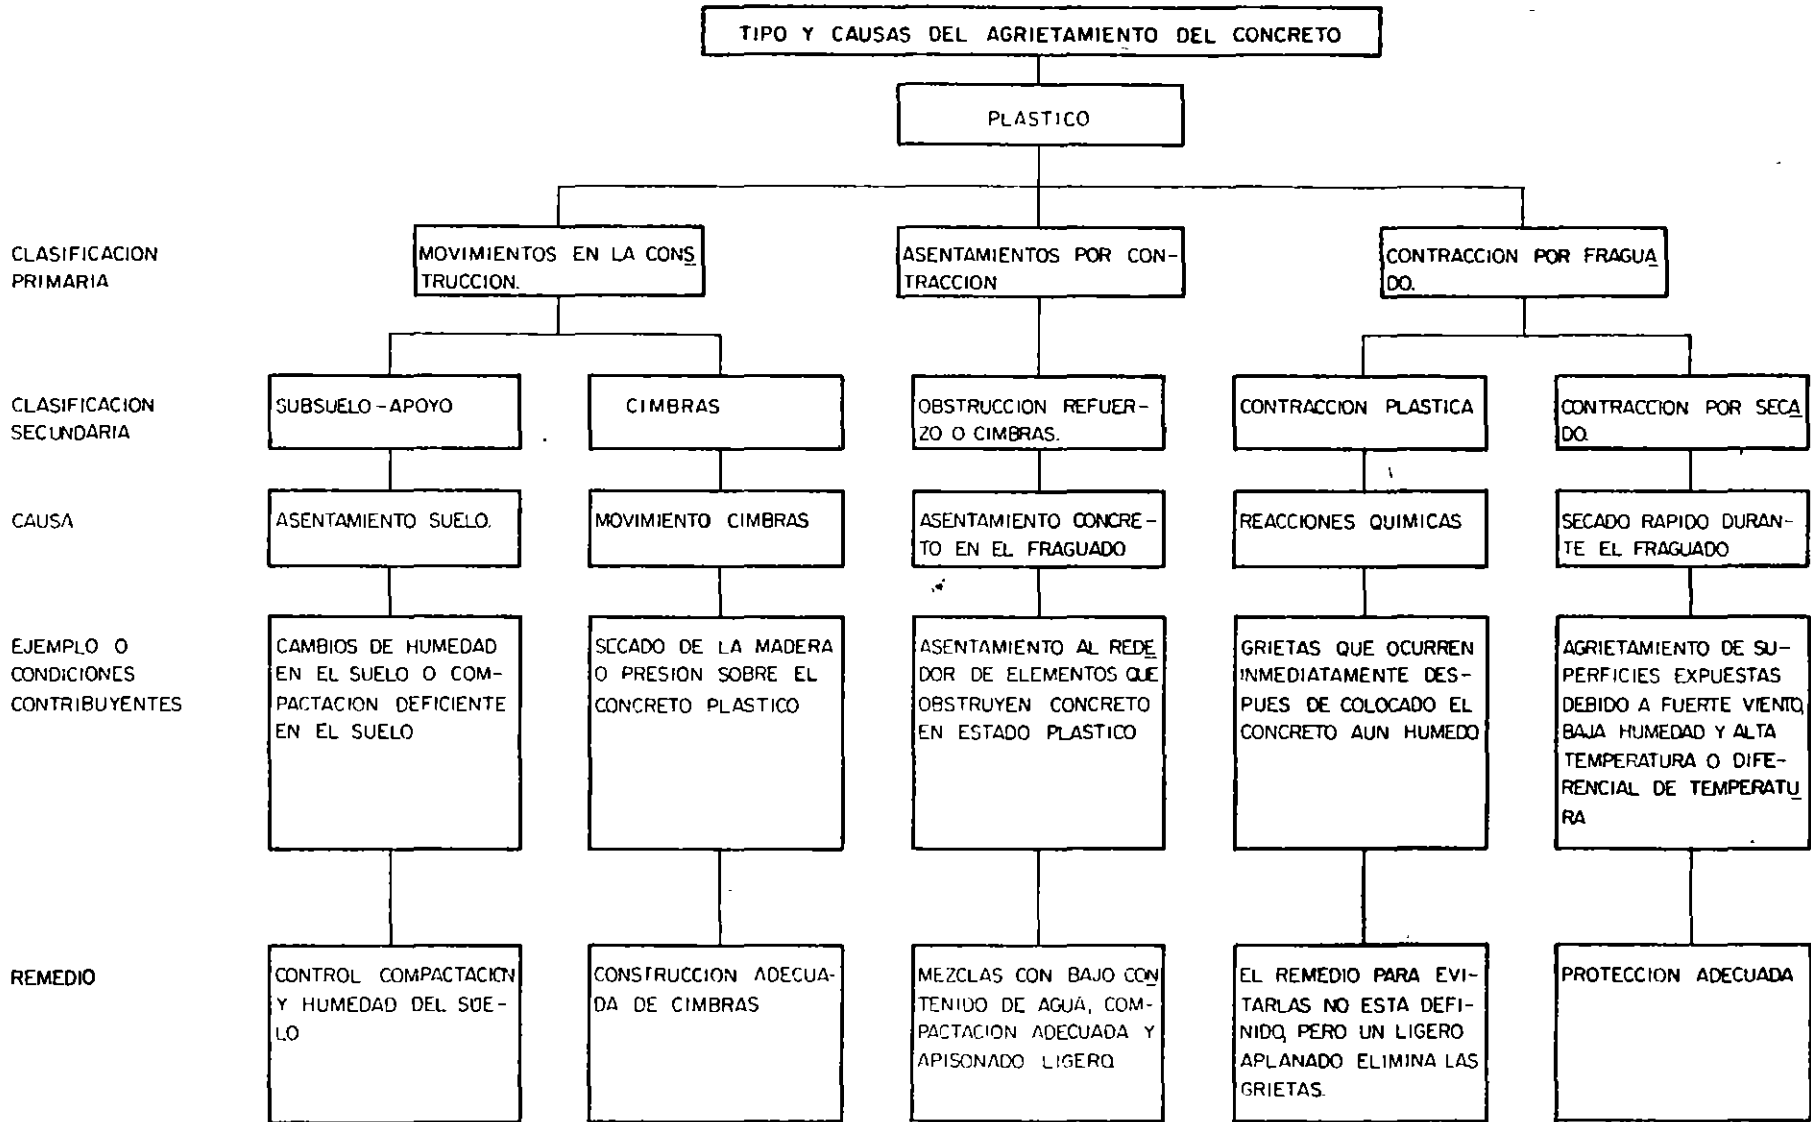 TIPO Y CAUSAS DEL AGRIETAMIENTO DEL CONCRETO
PLASTICO
CLASIFICACION
PRIMARIA
MOVIMIENTOS EN LA CONS
TRUCCION.
ASENTAMIENTOS POR CON-
TRACCION
CONTRACCION POR FRAGUA
DO.
CLASIFICACION
SECUNDARIA
SUBSUELO-APOYO
CIMBRAS
OBSTRUCCION REFUER-
ZO O CIMBRAS.
CONTRACCION PLASTICA
CONTRACCION POR SECA
DO.
CAUSA
ASENTAMIENTO SUELO.
MOVIMIENTO CIMBRAS
ASENTAMIENTO CONCRE-
TO EN EL FRAGUADO
REACCIONES QUIMICAS
SECADO RAPIDO DURAN-
TE EL FRAGUADO
EJEMPLO O
CONDICIONES
CONTRIBUYENTES
CAMBIOS DE HUMEDAD
EN EL SUELO O COM-
PACTACION DEFICIENTE
EN EL SUELO
SECADO DE LA MADERA
O PRESION SOBRE EL
CONCRETO PLASTICO
ASENTAMIENTO AL REDE
DOR DE ELEMENTOS QUE
OBSTRUYEN CONCRETO
EN ESTADO PLASTICO
GRIETAS QUE OCURREN
INMEDIATAMENTE DES-
PUES DE COLOCADO EL
CONCRETO AUN HUMEDO
AGRIETAMIENTO DE SU-
PERFICIES EXPUESTAS
DEBIDO A FUERTE VIENTO,
BAJA HUMEDAD Y ALTA
TEMPERATURA O DIFE-
RENCIAL DE TEMPERATU
RA
REMEDIO
CONTROL COMPACTACION
Y HUMEDAD DEL SUE-
LO
CONSTRUCCION ADECUA-
DA DE CIMBRAS
MEZCLAS CON BAJO CON
TENIDO DE AGUA, COM-
PACTACION ADECUADA Y
APISONADO LIGERO.
EL REMEDIO PARA EVI-
TARLAS NO ESTA DEFI-
NIDO, PERO UN LIGERO
APLANADO ELIMINA LAS
GRIETAS.
PROTECCION ADECUADA